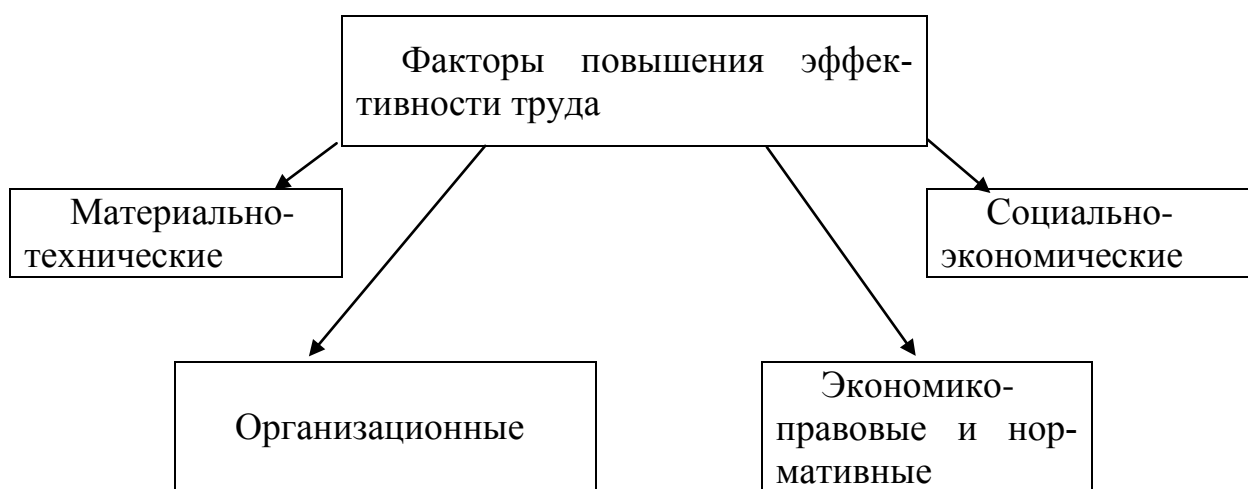 Факторы повышения эффек-
тивности труда
Материально-
технические
Социально-
экономические
Организационные
Экономико-
правовые и нор-
мативные